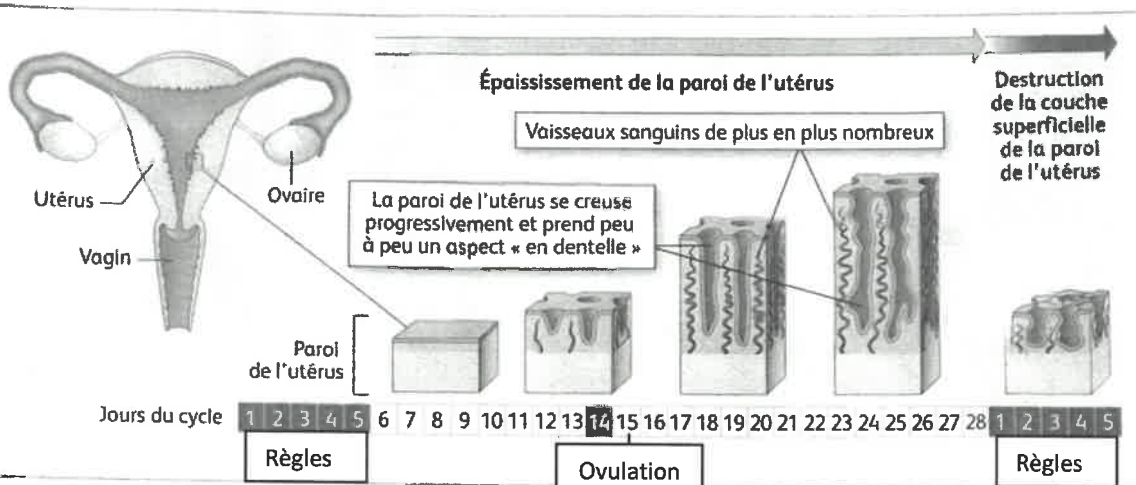 Épaississement de la paroi de l'utérus
Destruction
de la couche
superficielle
de la paroi
de l'utérus
Vaisseaux sanguins de plus en plus nombreux
La paroi de l'utérus se creuse
progressivement et prend peu
à peu un aspect « en dentelle »
Utérus
Ovaire
Vagin
Paroi
de l'utérus
Jours du cycle 1 2 3 4 5 6 7 8 9 10 11 12 13 14 15 16 17 18 19 20 21 22 23 24 25 26 27 28 1 2 3 4 5
Règles
Ovulation
Règles